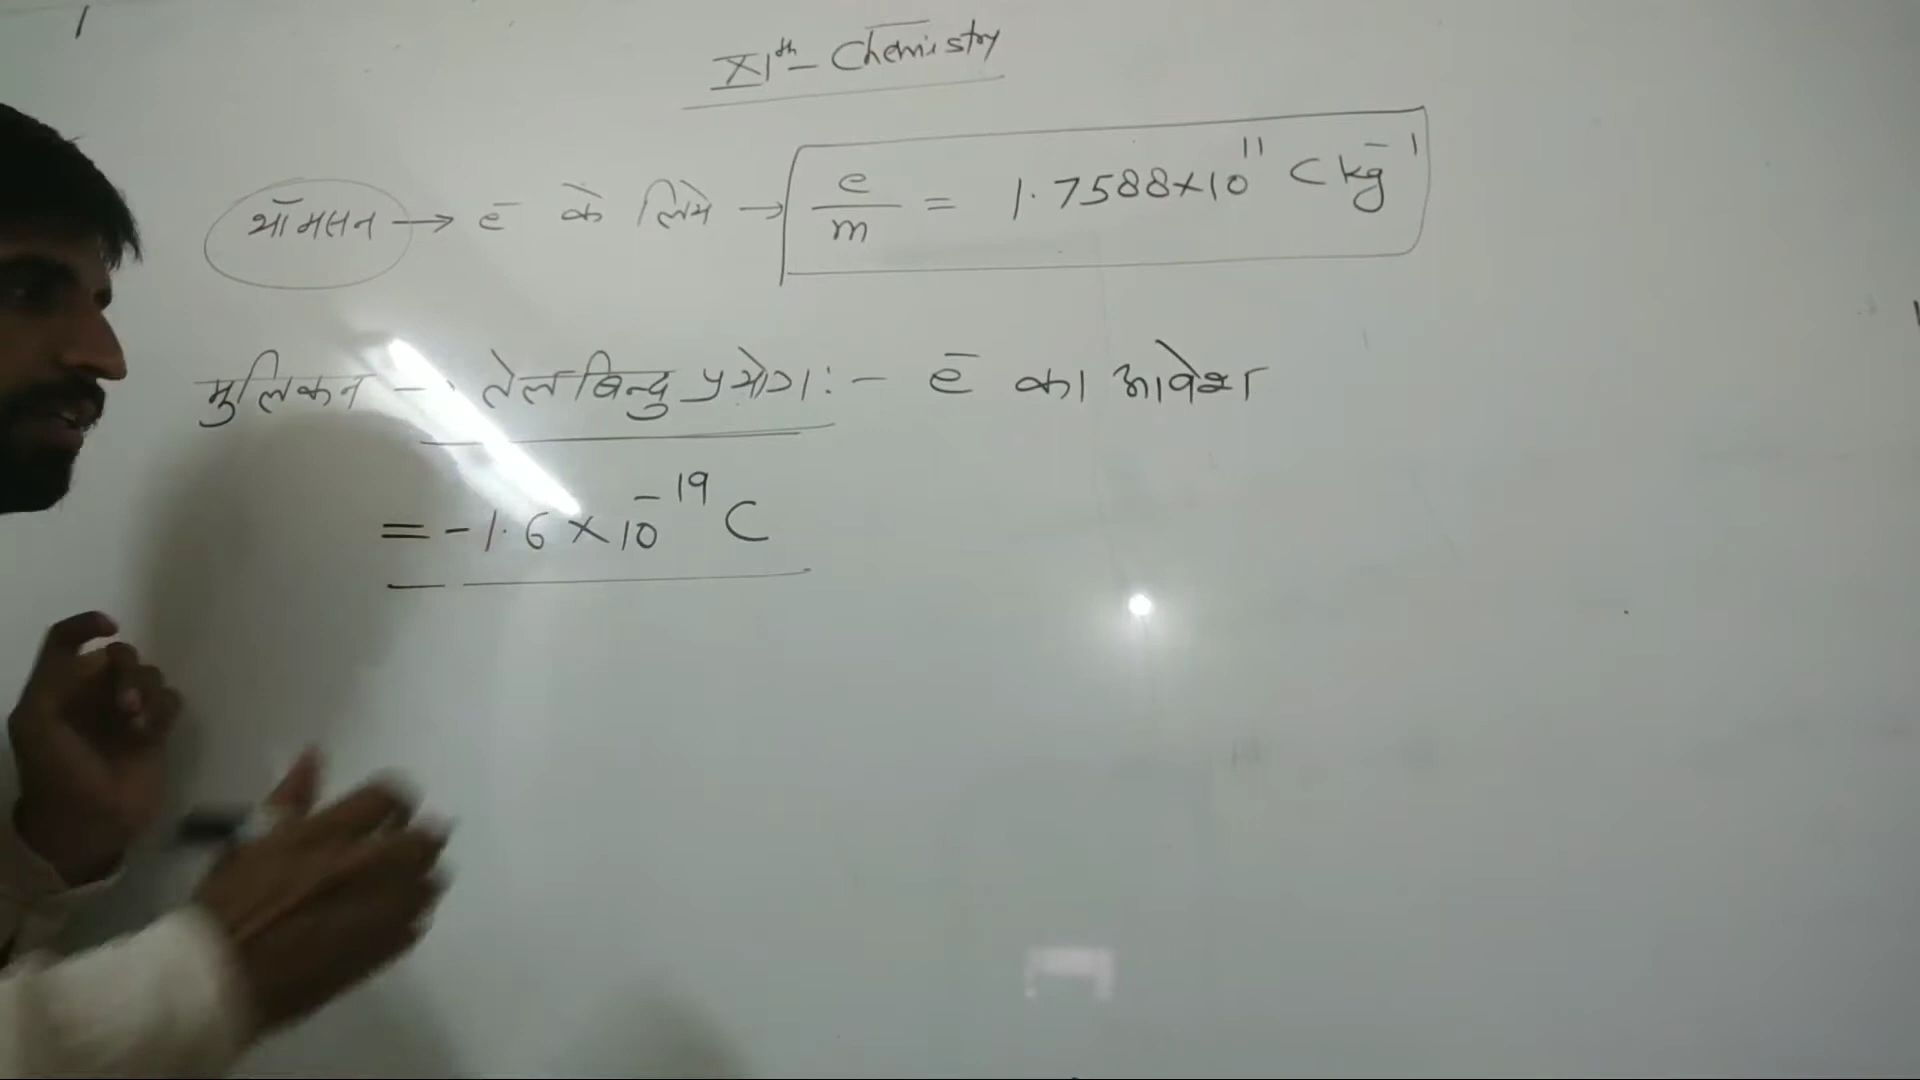 XIth - Chemistry
थॉमसन → e⁻ के लिये → e/m = 1.7588×10¹¹ C kg⁻¹
मुलिकन - तेल बिन्दु प्रयोग :- e⁻ का आवेश
= -1.6 × 10⁻¹⁹ C